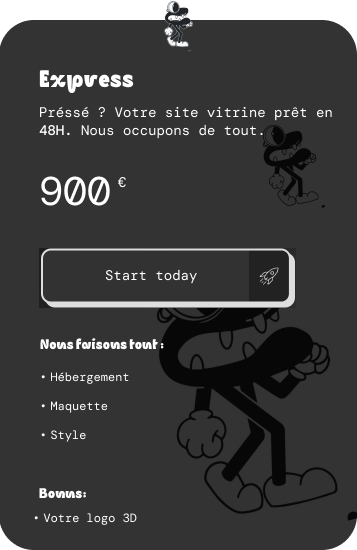 Express
Préssé ? Votre site vitrine prêt en
48H. Nous occupons de tout.
900 €
Start today
Nous faisons tout :
• Hébergement
• Maquette
• Style
Bonus:
• Votre logo 3D